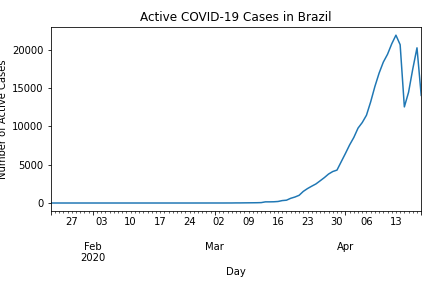 Active COVID-19 Cases in Brazil
Number of Active Cases
20000
15000
10000
5000
0
27 03 10 17 24 02 09 16 23 30 06 13
Feb Mar Apr
2020
Day